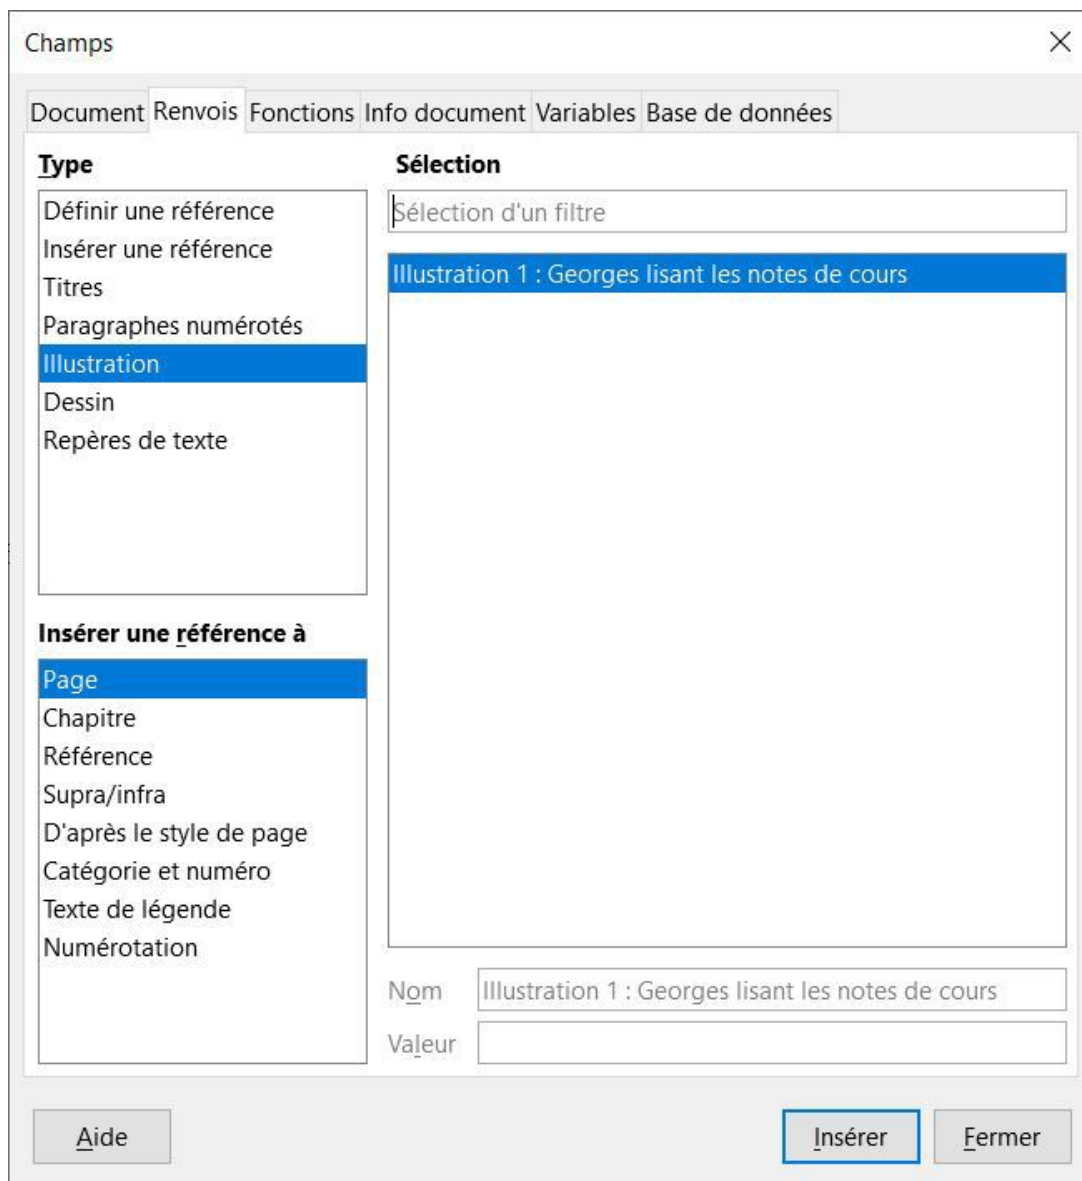 Champs
Document Renvois Fonctions Info document Variables Base de données
Type
Définir une référence
Insérer une référence
Titres
Paragraphes numérotés
Illustration
Dessin
Repères de texte
Insérer une référence à
Page
Chapitre
Référence
Supra/infra
D'après le style de page
Catégorie et numéro
Texte de légende
Numérotation
Sélection
Sélection d'un filtre
Illustration 1 : Georges lisant les notes de cours
Nom Illustration 1 : Georges lisant les notes de cours
Valeur
Aide Insérer Fermer